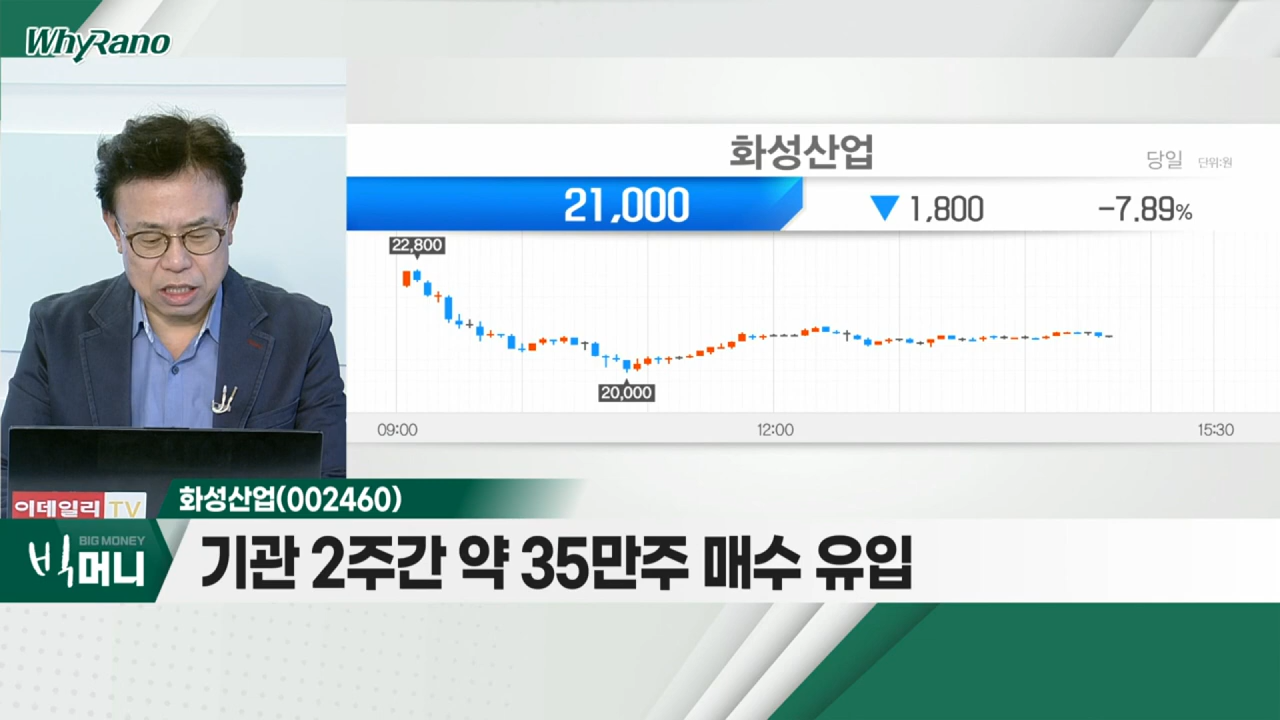 WhyRano
화성산업
당일 단위:원
21,000 ▼1,800 -7.89%
22,800
20,000
09:00 12:00 15:30
이데일리TV
화성산업(002460)
BIG MONEY
빅머니
기관 2주간 약 35만주 매수 유입